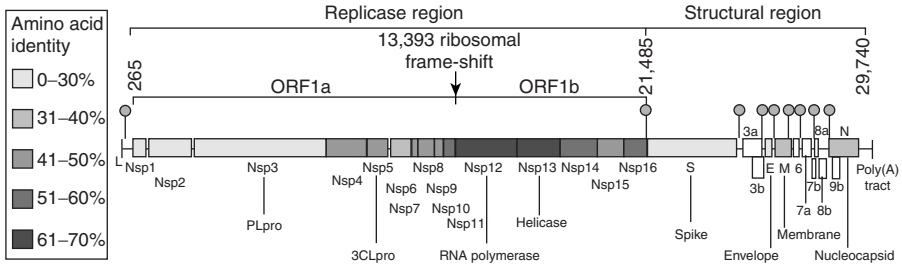 Amino acid
identity
0–30%
31–40%
41–50%
51–60%
61–70%
Replicase region
Structural region
13,393 ribosomal
frame-shift
265
21,485
29,740
ORF1a
ORF1b
3a
8a
N
L
Nsp1
Nsp2
Nsp3
Nsp4
Nsp5
Nsp6
Nsp7
Nsp8
Nsp9
Nsp10
Nsp11
Nsp12
Nsp13
Nsp14
Nsp15
Nsp16
S
3b
E
M
6
7a
7b
8b
9b
Poly(A)
tract
PLpro
3CLpro
RNA polymerase
Helicase
Spike
Envelope
Membrane
Nucleocapsid